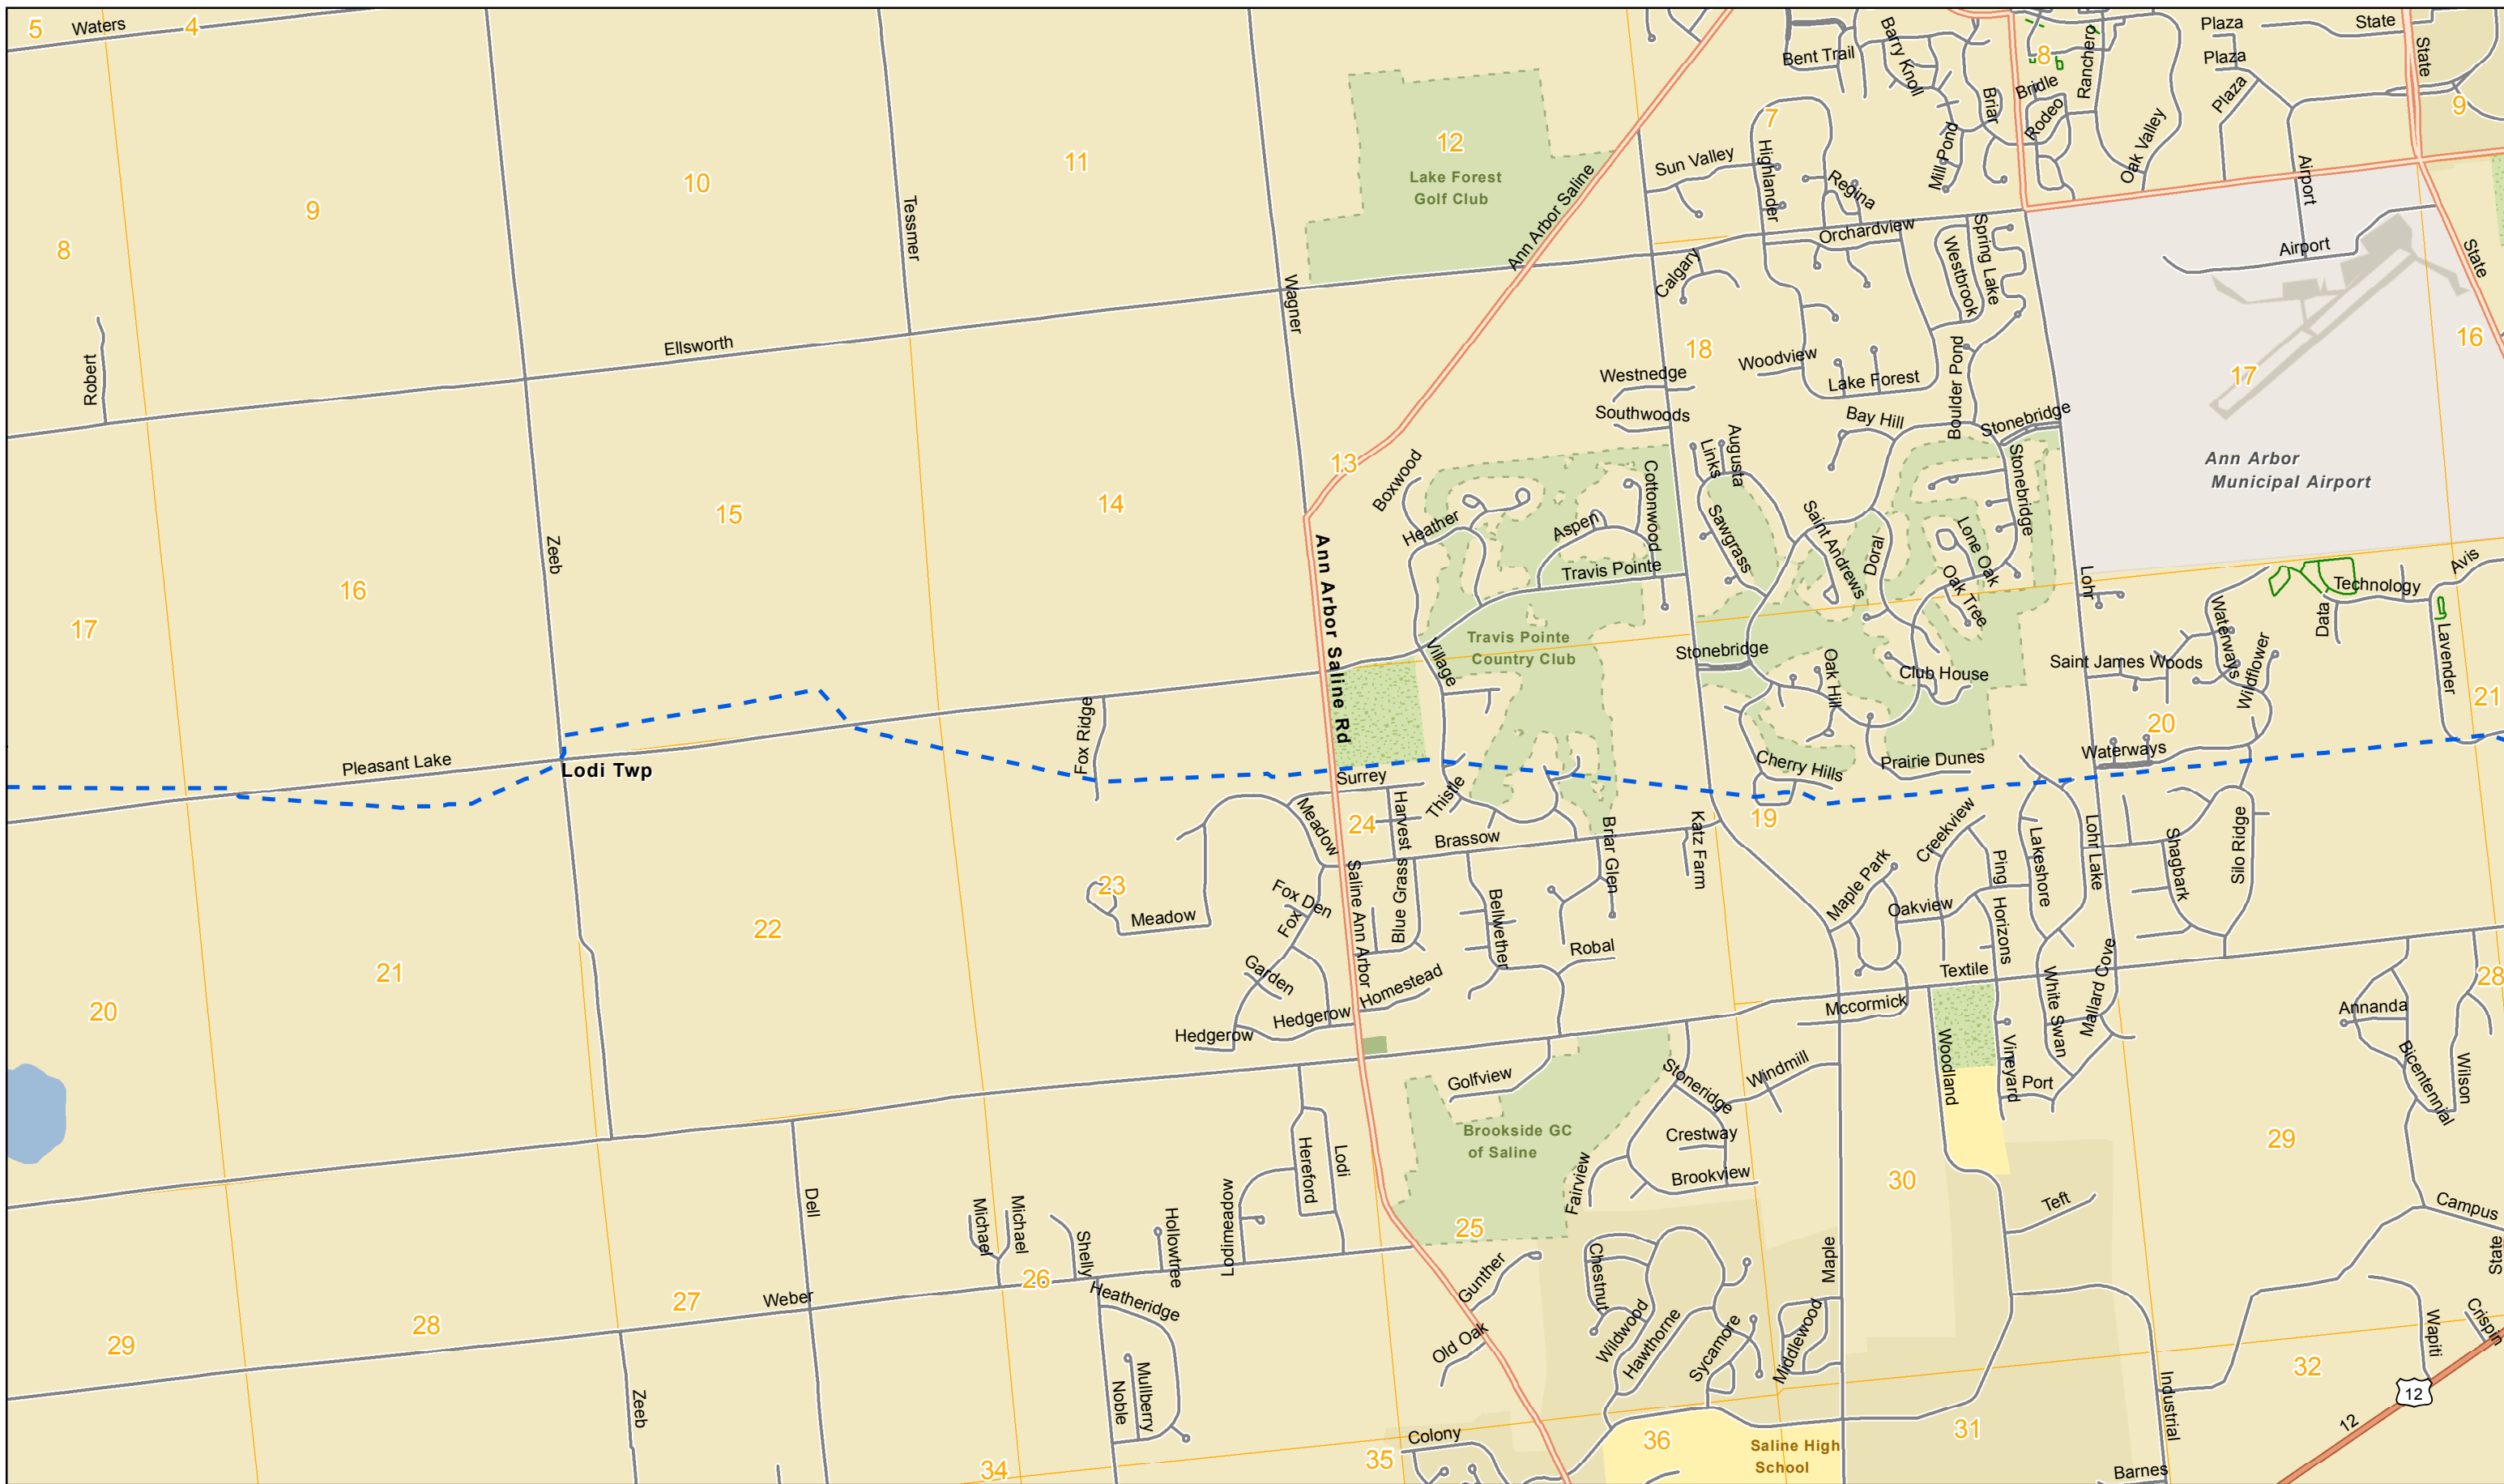 5
Waters
4
Bent Trail
Barry Knoll
8
Ranchero
Plaza
State
Plaza
State
Bridle
Briar
Rodeo
Plaza
9
7
Oak Valley
Mill Pond
12
Lake Forest
Golf Club
11
10
9
8
Tessmer
Ann Arbor Saline
Sun Valley
Highlander
Regina
Airport
Orchardview
Spring Lake
Westbrook
Airport
State
Calgary
Wagner
Ellsworth
Robert
18
Woodview
Westnedge
Lake Forest
Boulder Pond
16
17
Southwoods
Bay Hill
Stonebridge
Augusta
Links
Ann Arbor
Municipal Airport
13
Boxwood
Cottonwood
Stonebridge
14
15
Heather
Aspen
Sawgrass
Saint Andrews
Doral
Lone Oak
Oak Tree
Zeeb
16
17
Ann Arbor Saline Rd
Travis Pointe
Lohr
Avis
Technology
Data
Waterways
Lavender
Wildflower
Travis Pointe
Country Club
Village
Stonebridge
Oak Hill
Club House
Saint James Woods
21
20
Fox Ridge
Pleasant Lake
Lodi Twp
Surrey
Cherry Hills
Prairie Dunes
Waterways
Thistle
Harvest
Meadow
24
Brassow
Briar Glen
Katz Farm
19
Creekview
Ping
Lakeshore
Lohr Lake
Shagbark
Silo Ridge
Maple Park
23
Meadow
Fox Den
Fox
Saline Ann Arbor
Blue Grass
Bellwether
Robal
Oakview
Horizons
22
21
20
Garden
Homestead
Hedgerow
Hedgerow
Textile
Mccormick
White Swan
Mallard Cove
28
Annanda
Bicentennial
Wilson
Golfview
Stoneridge
Windmill
Woodland
Vineyard
Port
Brookside GC
of Saline
Crestway
Brookview
Fairview
29
30
Hereford
Lodi
Lodimeadow
Dell
Michael
Michael
Shelly
Hollowtree
25
Teft
Campus
State
26
Heatheridge
Weber
27
28
29
Gunther
Old Oak
Chestnut
Wildwood
Hawthorne
Sycamore
Middlewood
Maple
Wapiti
Crispin
32
12
12
Industrial
Zeeb
Noble
Mullberry
34
35
Colony
36
Saline High
School
31
Barnes